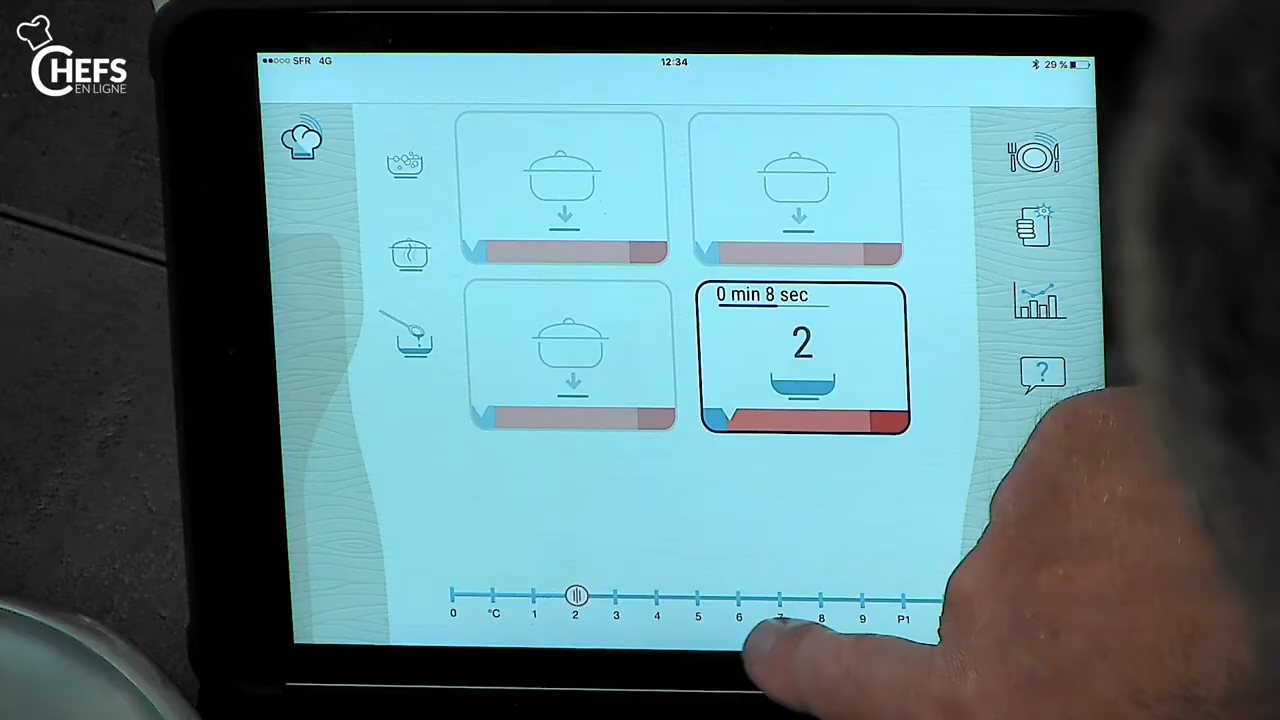 CHEFS
EN LIGNE
SFR 4G
12:34
29 %
0 min 8 sec
2
?
0 °C 1 2 3 4 5 6 7 8 9 P1